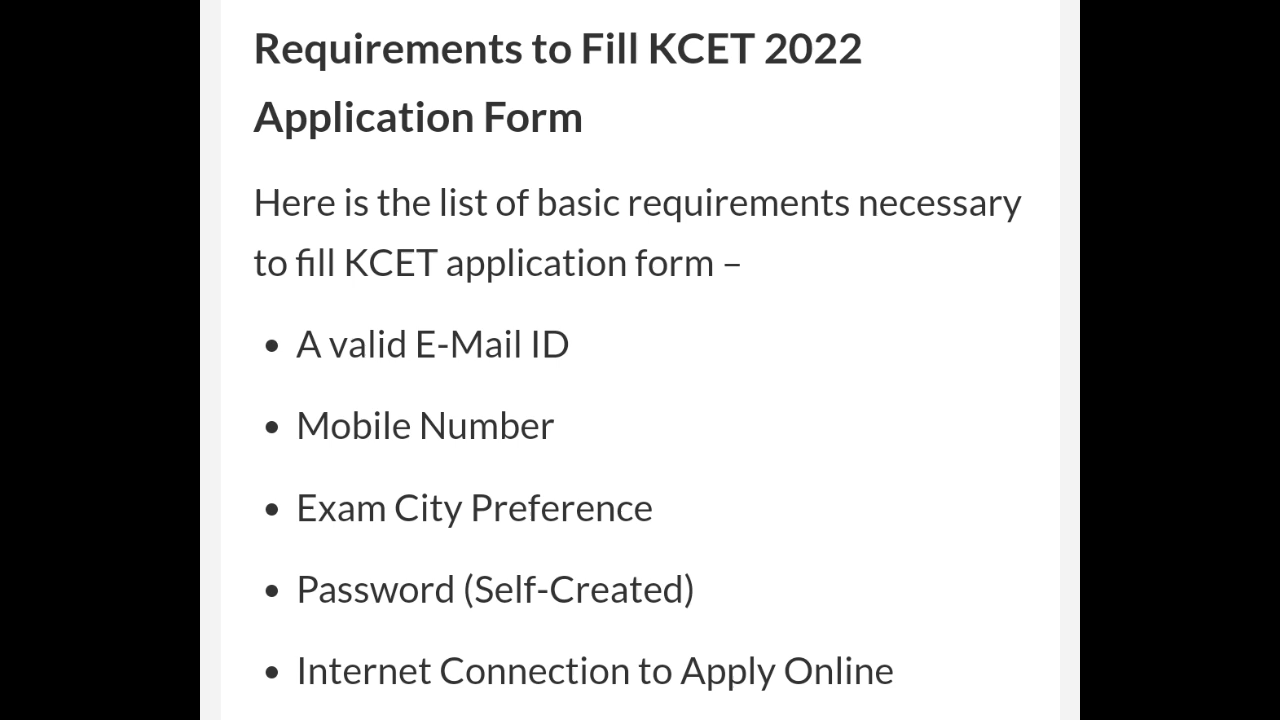 Requirements to Fill KCET 2022
Application Form
Here is the list of basic requirements necessary
to fill KCET application form –
• A valid E-Mail ID
• Mobile Number
• Exam City Preference
• Password (Self-Created)
• Internet Connection to Apply Online